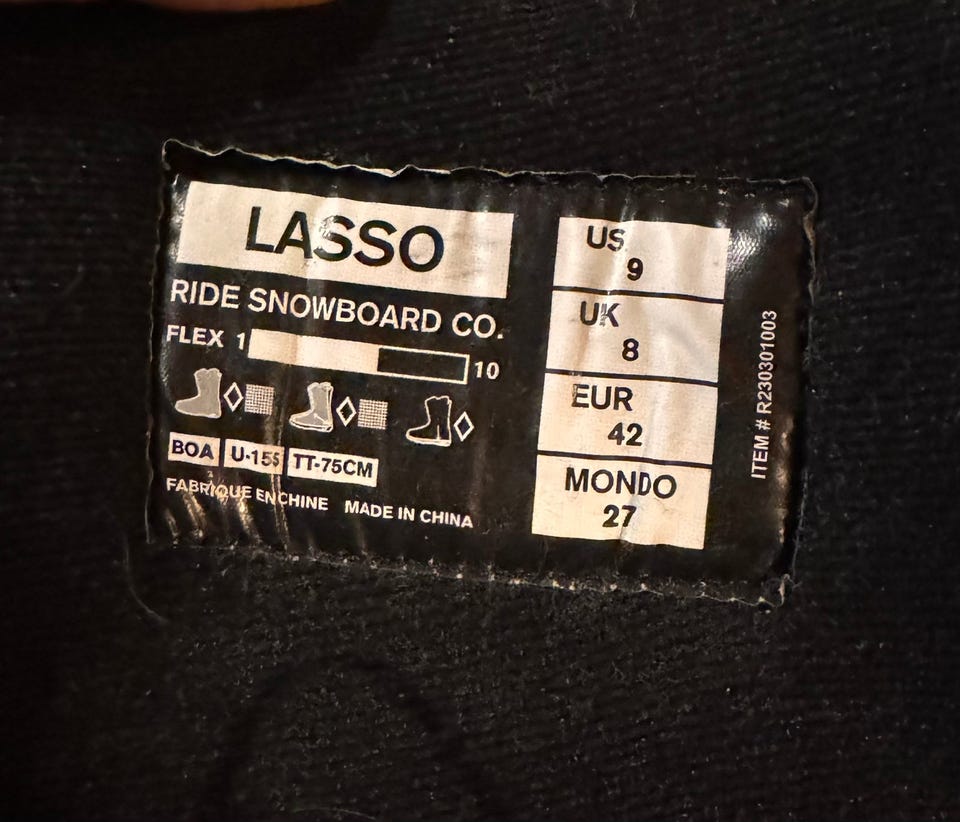 LASSO
RIDE SNOWBOARD CO.
FLEX 1 10
BOA U-155 TT-75CM
FABRIQUE EN CHINE MADE IN CHINA
US
9
UK
8
EUR
42
MONDO
27
ITEM # R230301003